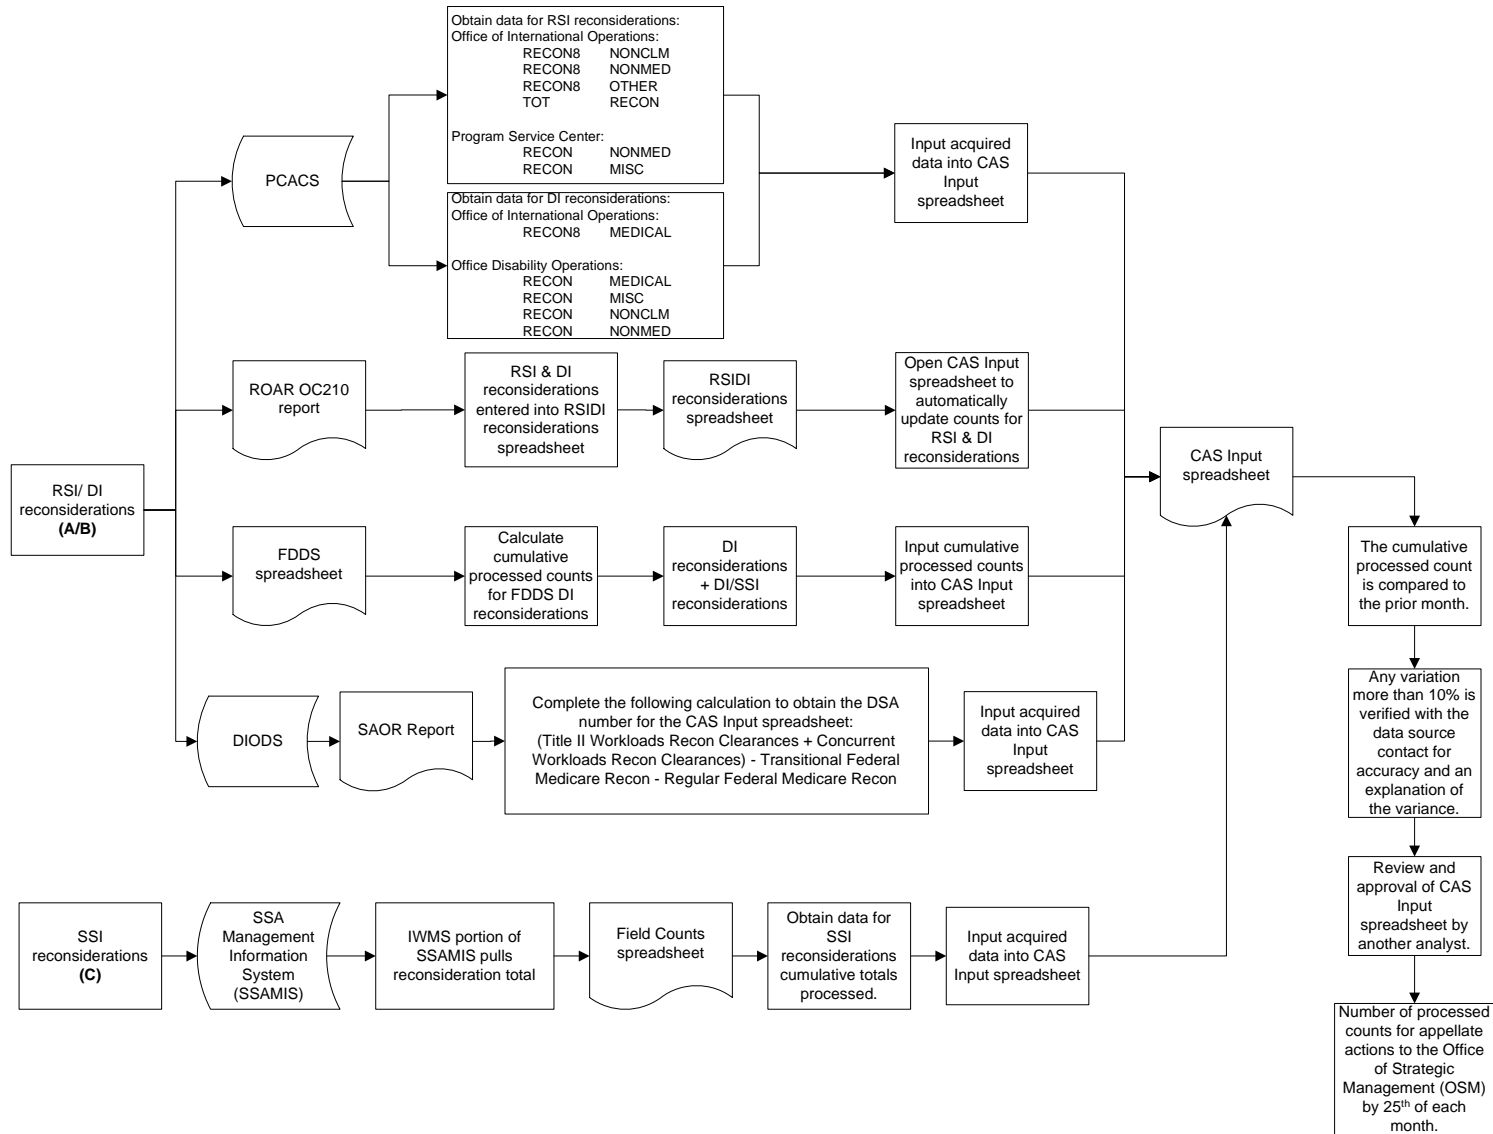 Obtain data for RSI reconsiderations:
Office of International Operations:
RECON8 NONCLM
RECON8 NONMED
RECON8 OTHER
TOT RECON
Program Service Center:
RECON NONMED
RECON MISC
PCACS
Input acquired
data into CAS
Input
spreadsheet
Obtain data for DI reconsiderations:
Office of International Operations:
RECON8 MEDICAL
Office Disability Operations:
RECON MEDICAL
RECON MISC
RECON NONCLM
RECON NONMED
ROAR OC210
report
RSI & DI
reconsiderations
entered into RSIDI
reconsiderations
spreadsheet
RSIDI
reconsiderations
spreadsheet
Open CAS Input
spreadsheet to
automatically
update counts for
RSI & DI
reconsiderations
RSI/ DI
reconsiderations
(A/B)
CAS Input
spreadsheet
FDDS
spreadsheet
Calculate
cumulative
processed counts
for FDDS DI
reconsiderations
DI
reconsiderations
+ DI/SSI
reconsiderations
Input cumulative
processed counts
into CAS Input
spreadsheet
The cumulative
processed count
is compared to
the prior month.
DIODS
SAOR Report
Complete the following calculation to obtain the DSA
number for the CAS Input spreadsheet:
(Title II Workloads Recon Clearances + Concurrent
Workloads Recon Clearances) - Transitional Federal
Medicare Recon - Regular Federal Medicare Recon
Input acquired
data into CAS
Input
spreadsheet
Any variation
more than 10% is
verified with the
data source
contact for
accuracy and an
explanation of
the variance.
SSI
reconsiderations
(C)
SSA
Management
Information
System
(SSAMIS)
IWMS portion of
SSAMIS pulls
reconsideration total
Field Counts
spreadsheet
Obtain data for
SSI
reconsiderations
cumulative totals
processed.
Input acquired
data into CAS
Input spreadsheet
Review and
approval of CAS
Input
spreadsheet by
another analyst.
Number of processed
counts for appellate
actions to the Office
of Strategic
Management (OSM)
by 25th of each
month.